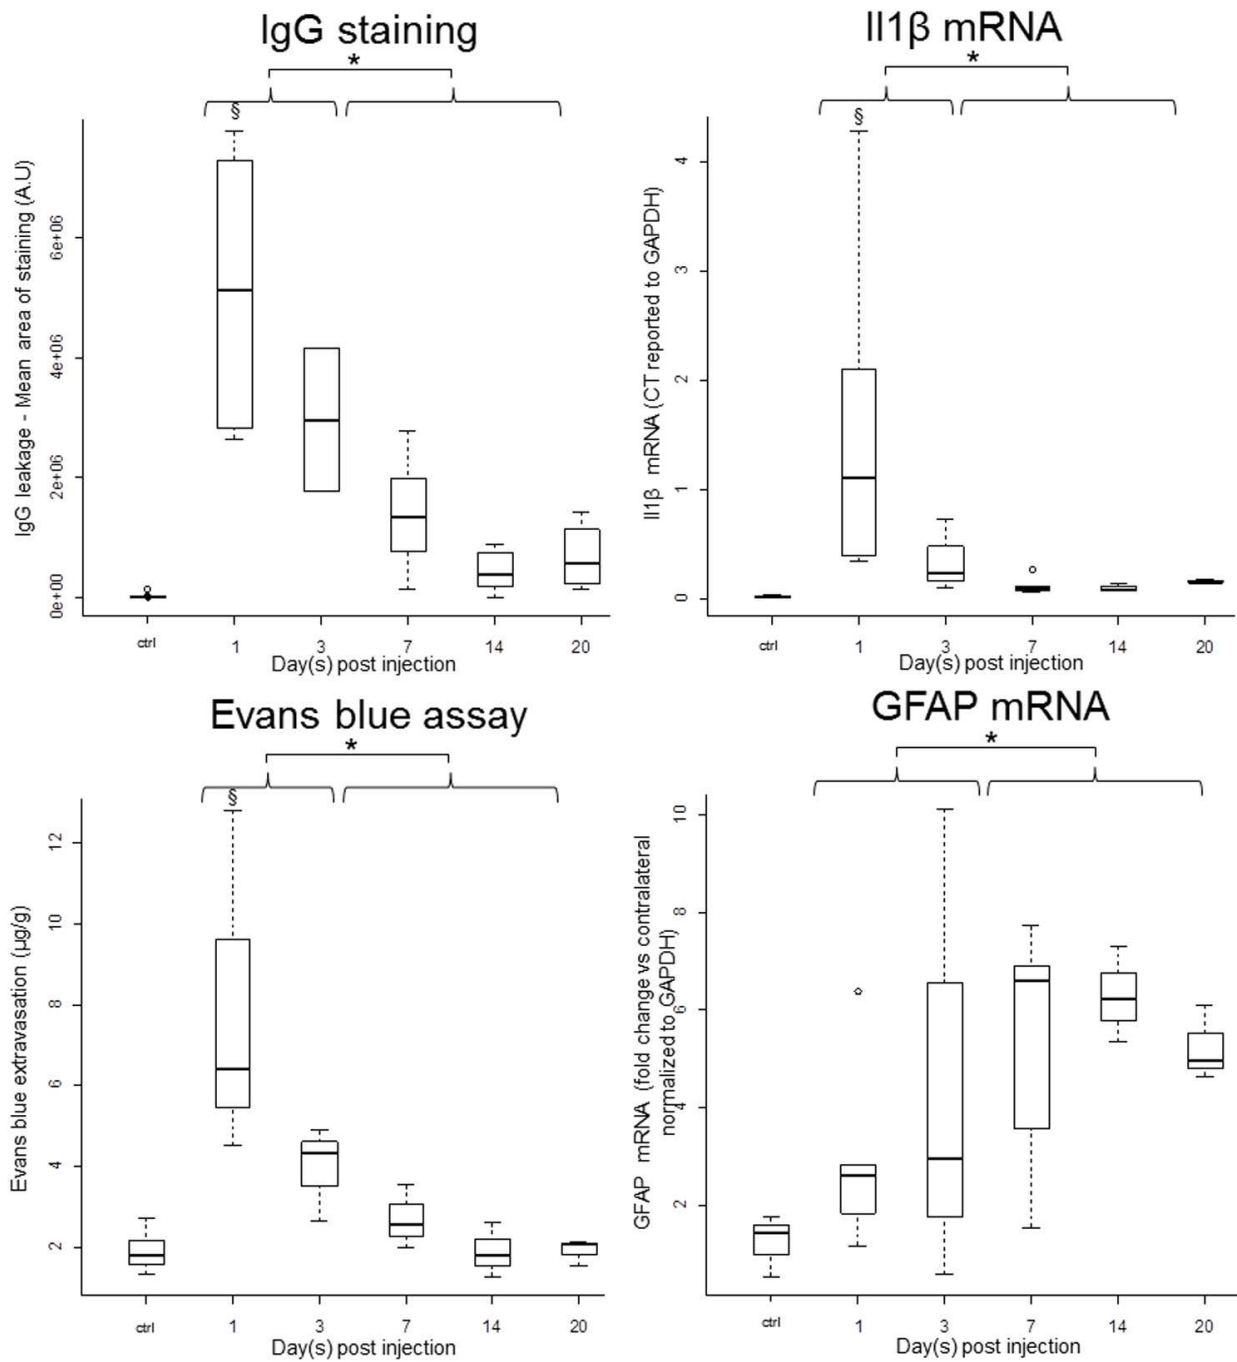 IgG staining
*
§
IgG leakage - Mean area of staining (A.U)
6e+06
4e+06
2e+06
0e+00
ctrl 1 3 7 14 20
Day(s) post injection
Il1β mRNA
*
§
Il1β mRNA (CT reported to GAPDH)
4
3
2
1
0
ctrl 1 3 7 14 20
Day(s) post injection
Evans blue assay
*
§
Evans blue extravasation (µg/g)
12
10
8
6
4
2
ctrl 1 3 7 14 20
Day(s) post injection
GFAP mRNA
*
GFAP mRNA (fold change vs contralateral
normalized to GAPDH)
10
8
6
4
2
ctrl 1 3 7 14 20
Day(s) post injection